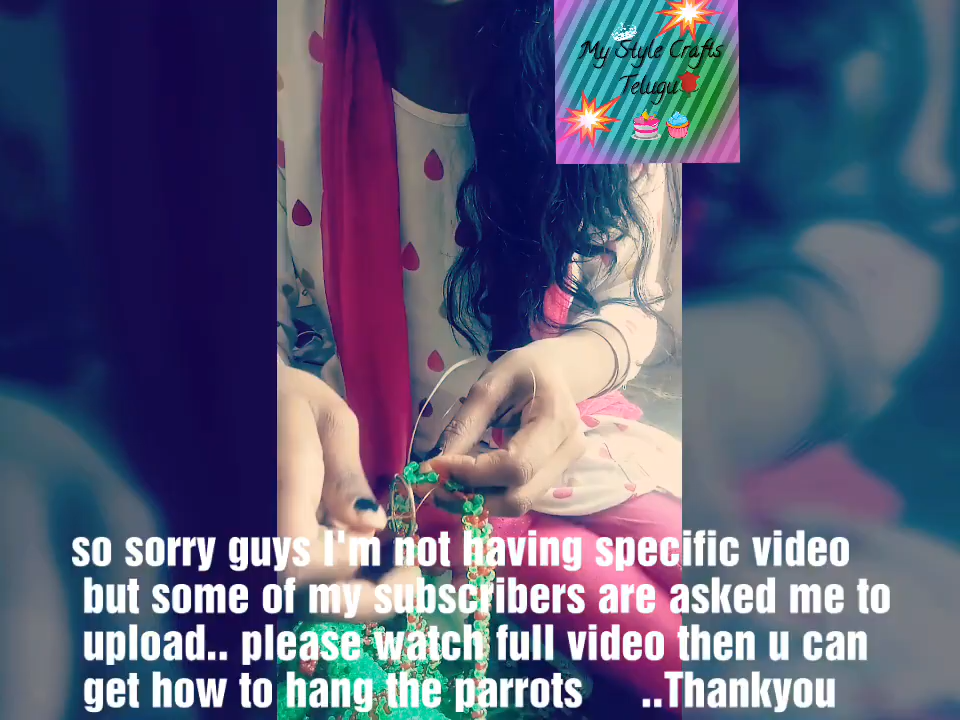 My Style Crafts
Telugu
so sorry guys I'm not having specific video
but some of my subscribers are asked me to
upload.. please watch full video then u can
get how to hang the parrots ..Thankyou